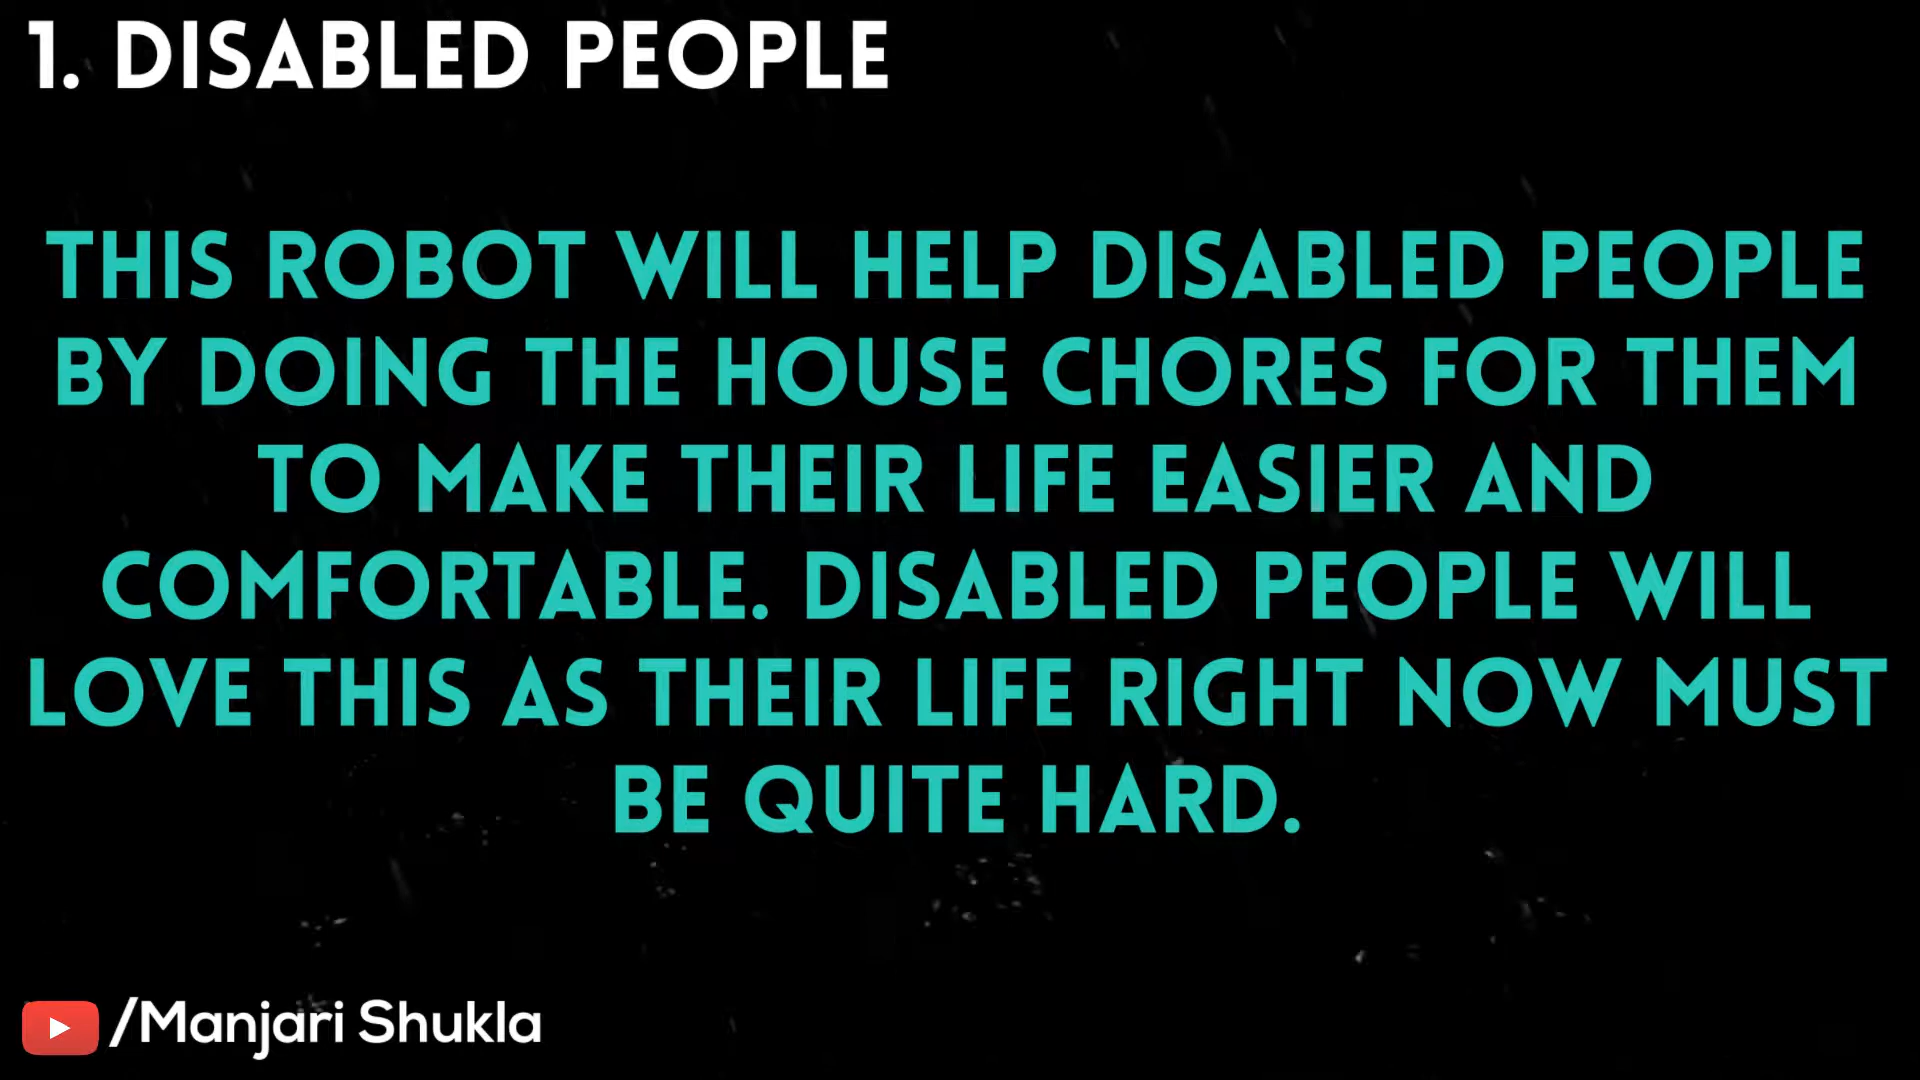 1. DISABLED PEOPLE
THIS ROBOT WILL HELP DISABLED PEOPLE
BY DOING THE HOUSE CHORES FOR THEM
TO MAKE THEIR LIFE EASIER AND
COMFORTABLE. DISABLED PEOPLE WILL
LOVE THIS AS THEIR LIFE RIGHT NOW MUST
BE QUITE HARD.
/Manjari Shukla